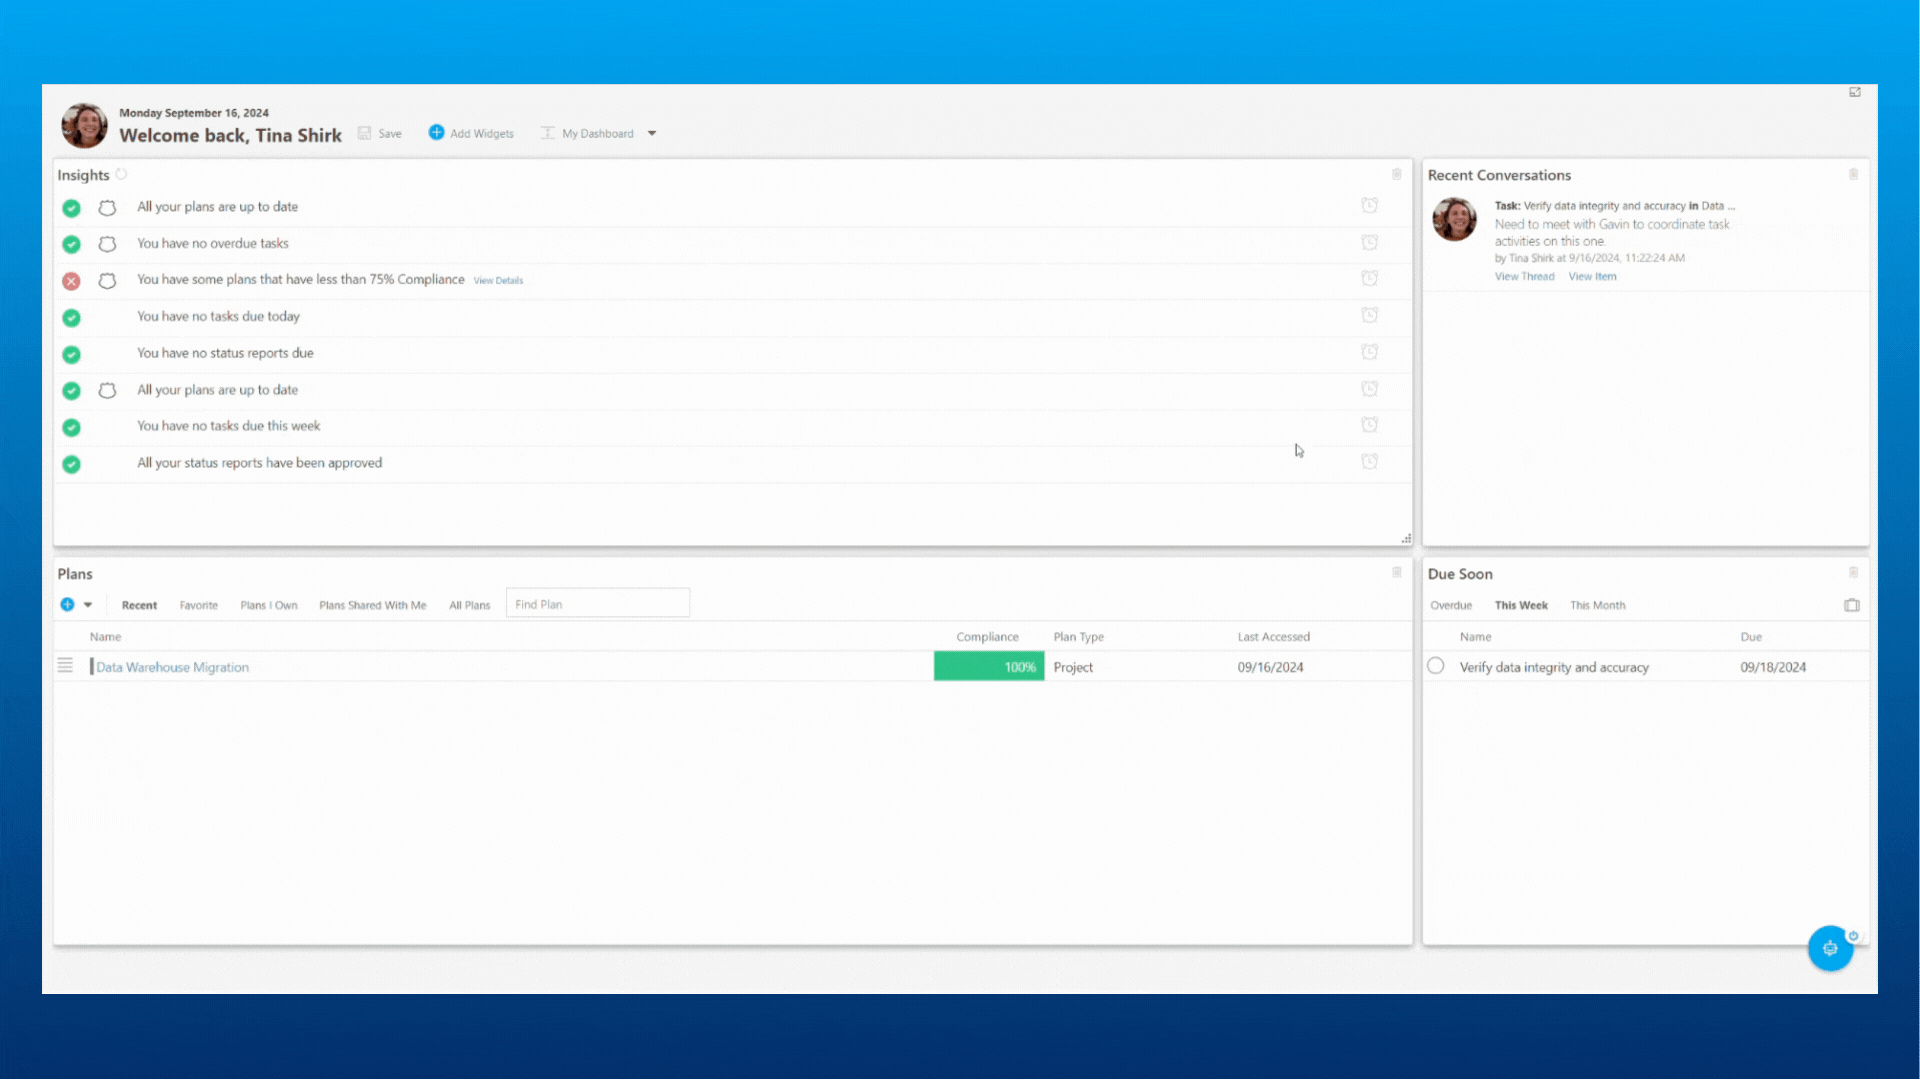 Monday September 16, 2024
Welcome back, Tina Shirk
Save
Add Widgets
My Dashboard
Insights
All your plans are up to date
You have no overdue tasks
You have some plans that have less than 75% Compliance View Details
You have no tasks due today
You have no status reports due
All your plans are up to date
You have no tasks due this week
All your status reports have been approved
Recent Conversations
Task: Verify data integrity and accuracy in Data ...
Need to meet with Gavin to coordinate task
activities on this one.
by Tina Shirk at 9/16/2024, 11:22:24 AM
View Thread View Item
Plans
Recent Favorite Plans I Own Plans Shared With Me All Plans Find Plan
Name Compliance Plan Type Last Accessed
Data Warehouse Migration 100% Project 09/16/2024
Due Soon
Overdue This Week This Month
Name Due
Verify data integrity and accuracy 09/18/2024